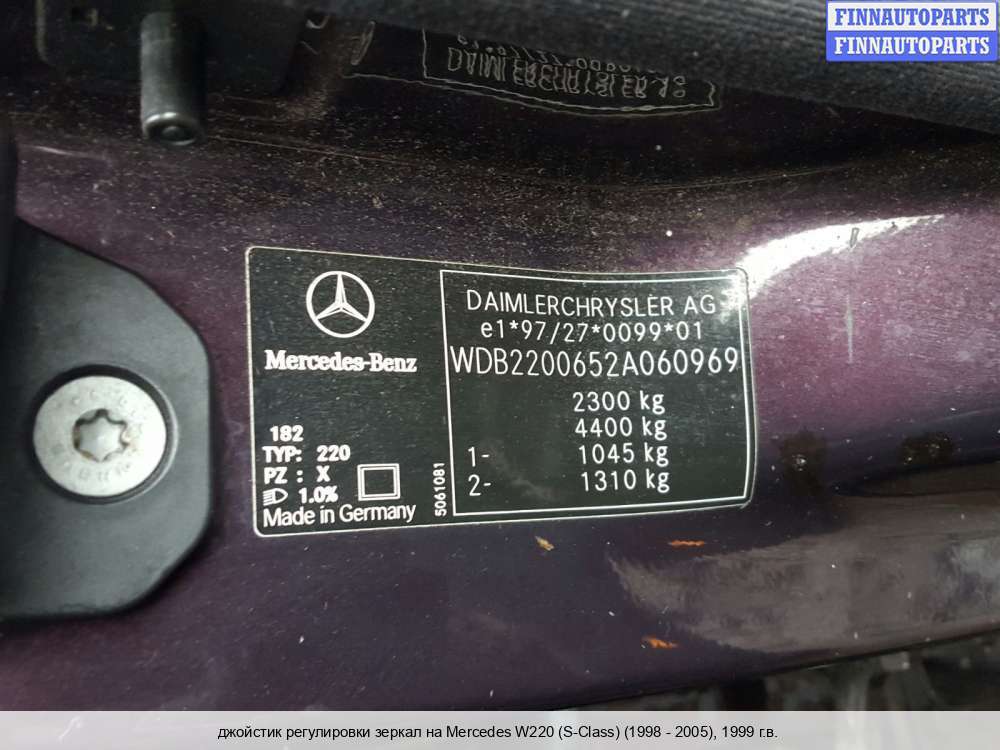 FINNAUTOPARTS
FINNAUTOPARTS
Mercedes-Benz
182
TYP: 220
PZ : X
1.0%
Made in Germany
5061081
DAIMLERCHRYSLER AG
e1*97/27*0099*01
WDB2200652A060969
2300 kg
4400 kg
1- 1045 kg
2- 1310 kg
джойстик регулировки зеркал на Mercedes W220 (S-Class) (1998 - 2005), 1999 г.в.